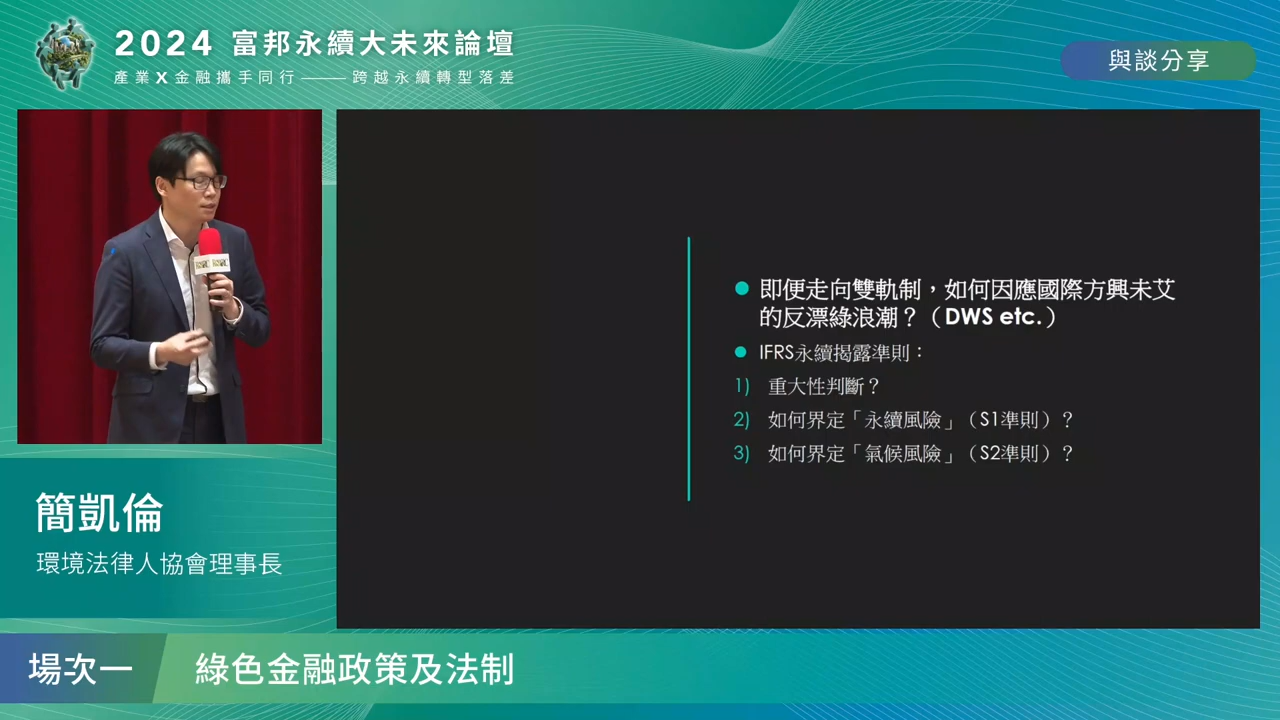 2024 富邦永續大未來論壇
產業X金融攜手同行——跨越永續轉型落差
與談分享
即便走向雙軌制，如何因應國際方興未艾
的反漂綠浪潮？（DWS etc.）
IFRS永續揭露準則：
1) 重大性判斷？
2) 如何界定「永續風險」（S1準則）？
3) 如何界定「氣候風險」（S2準則）？
簡凱倫
環境法律人協會理事長
場次一
綠色金融政策及法制